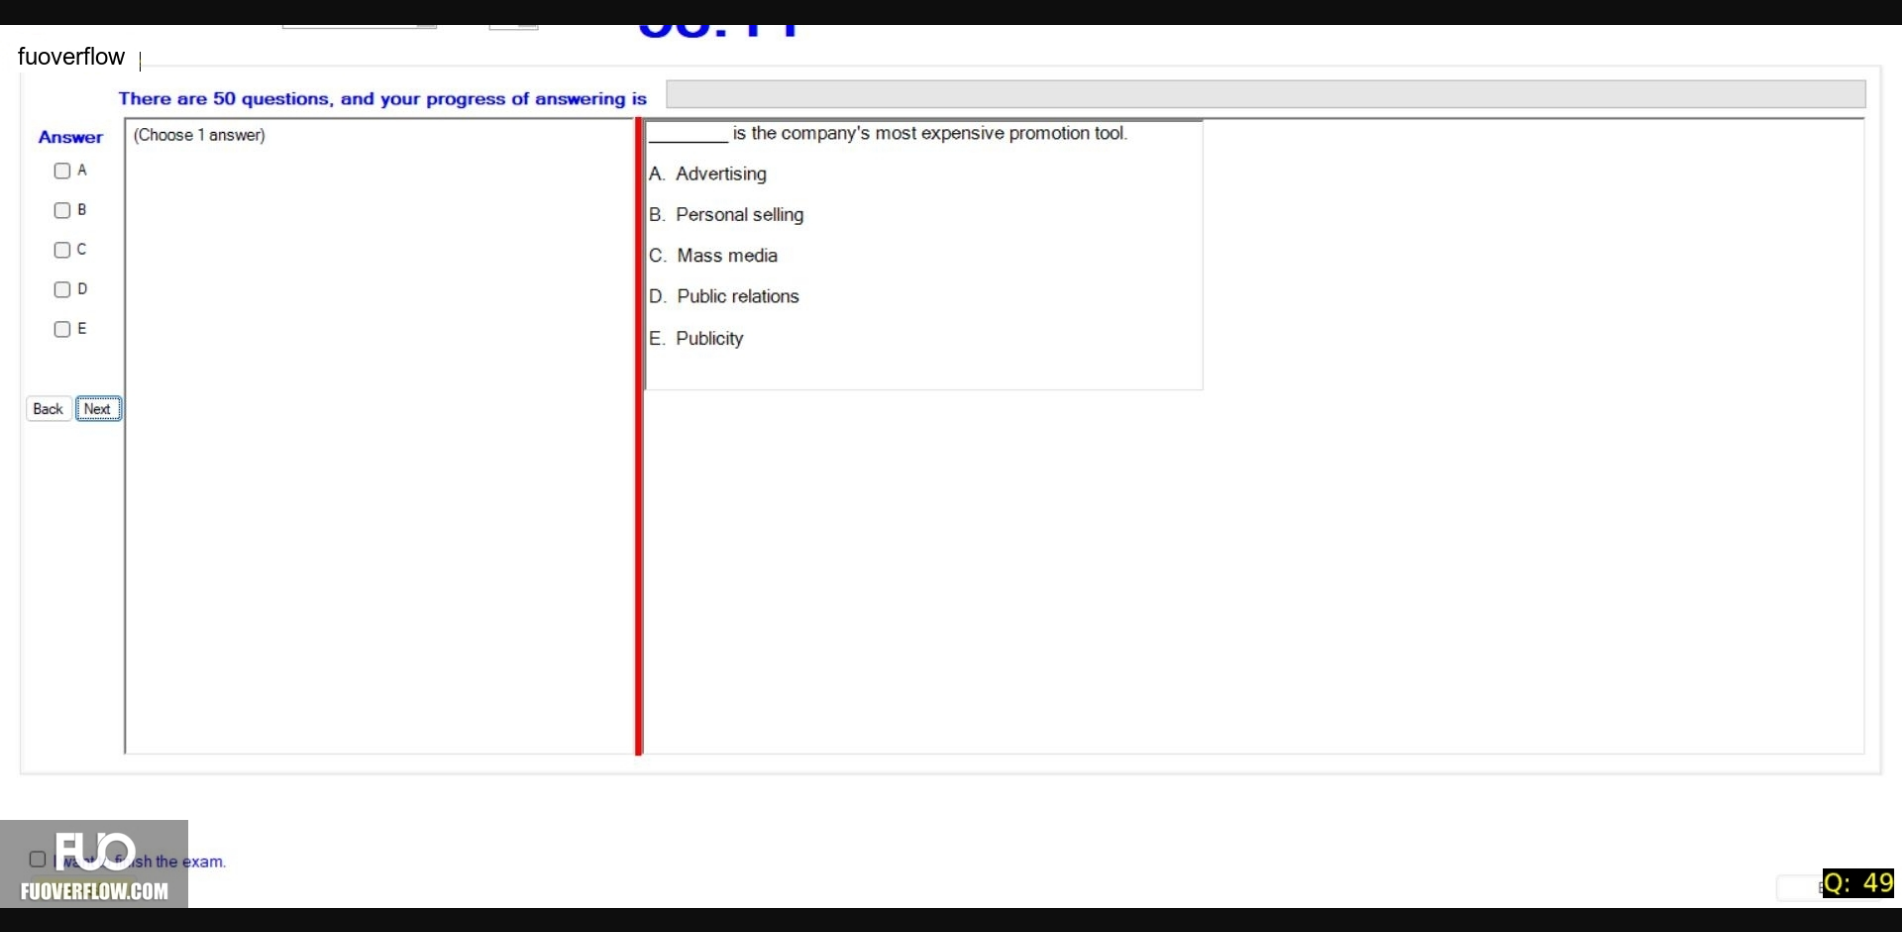 fuoverflow
There are 50 questions, and your progress of answering is
Answer
(Choose 1 answer)
A
B
C
D
E
Back Next
________ is the company's most expensive promotion tool.
A. Advertising
B. Personal selling
C. Mass media
D. Public relations
E. Publicity
FUO
the exam.
FUOVERFLOW.COM
Q: 49